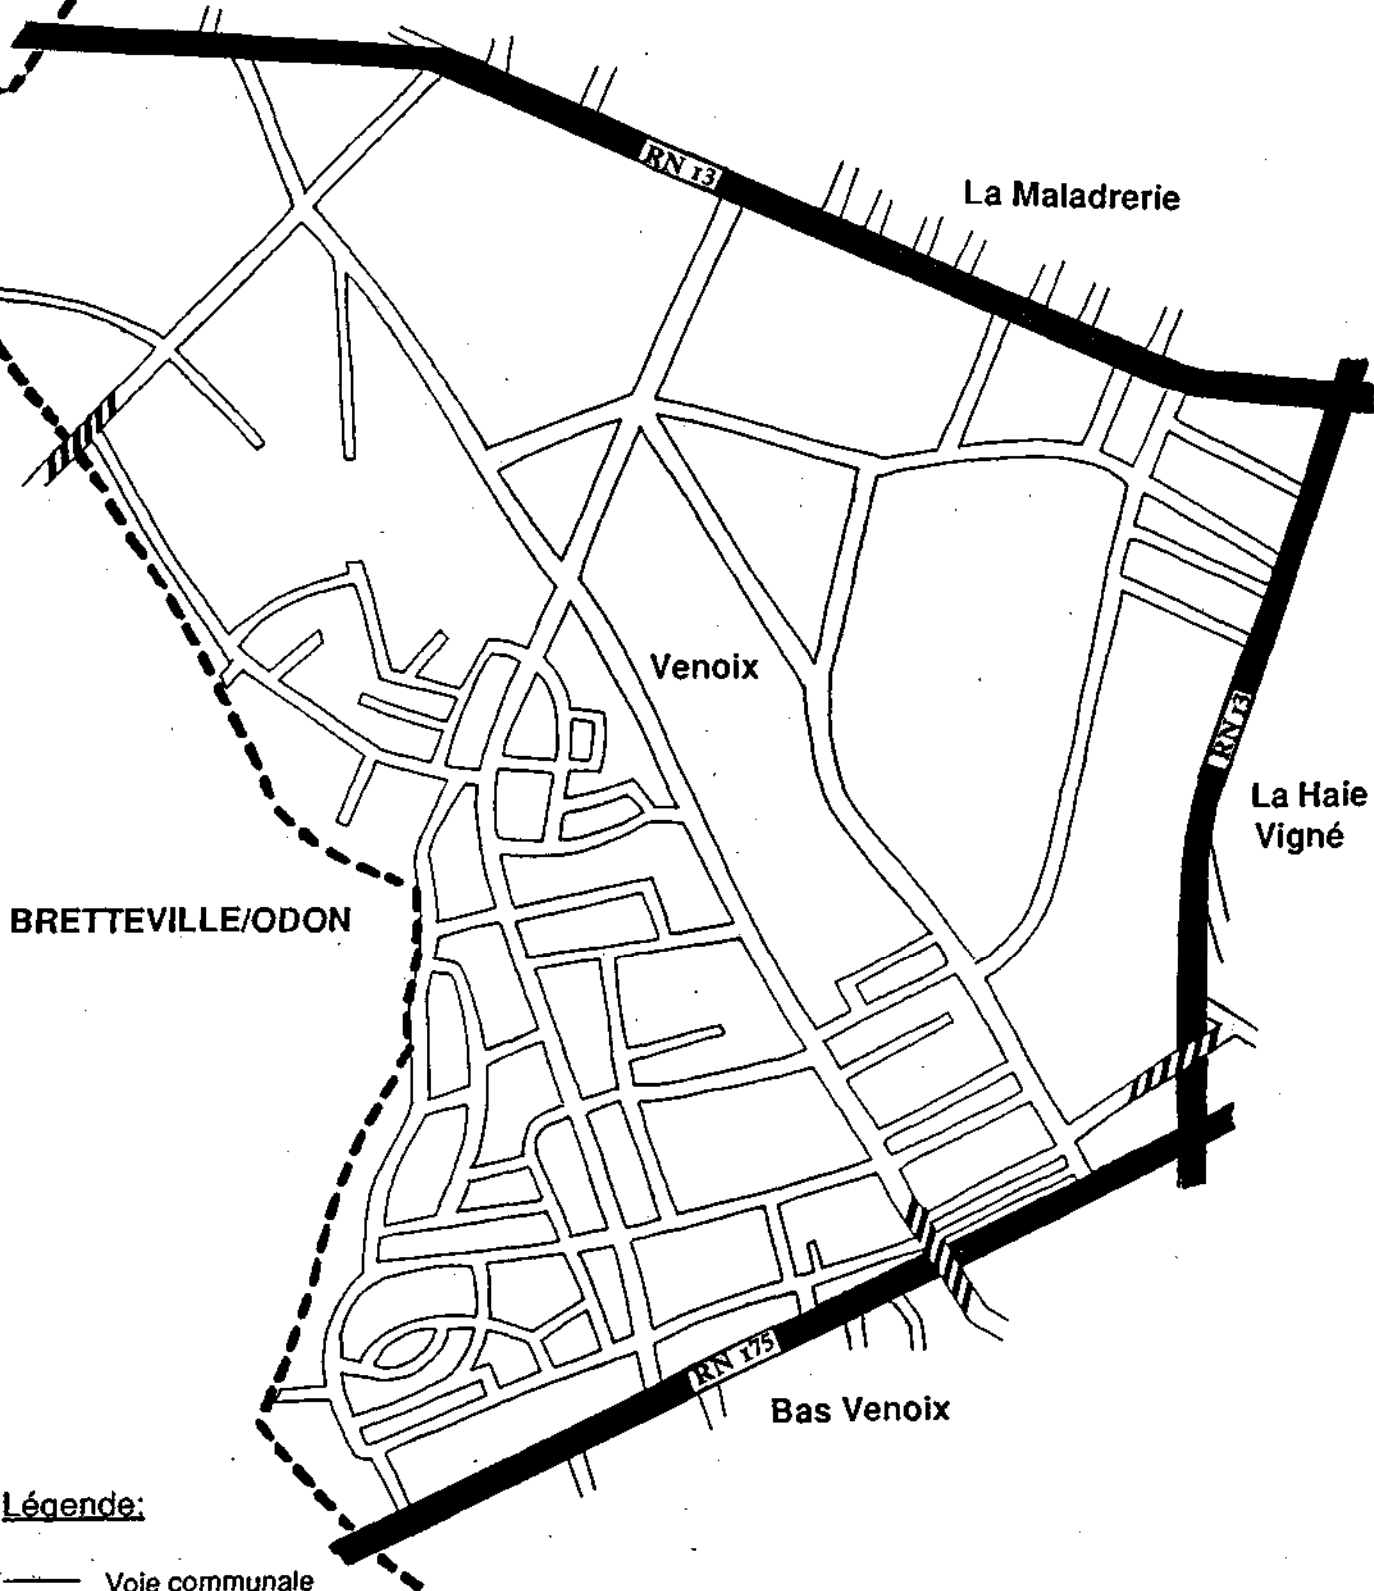 RN 13
La Maladrerie
Venoix
RN 13
La Haie
Vigné
BRETTEVILLE/ODON
RN 175
Bas Venoix
Légende:
Voie communale